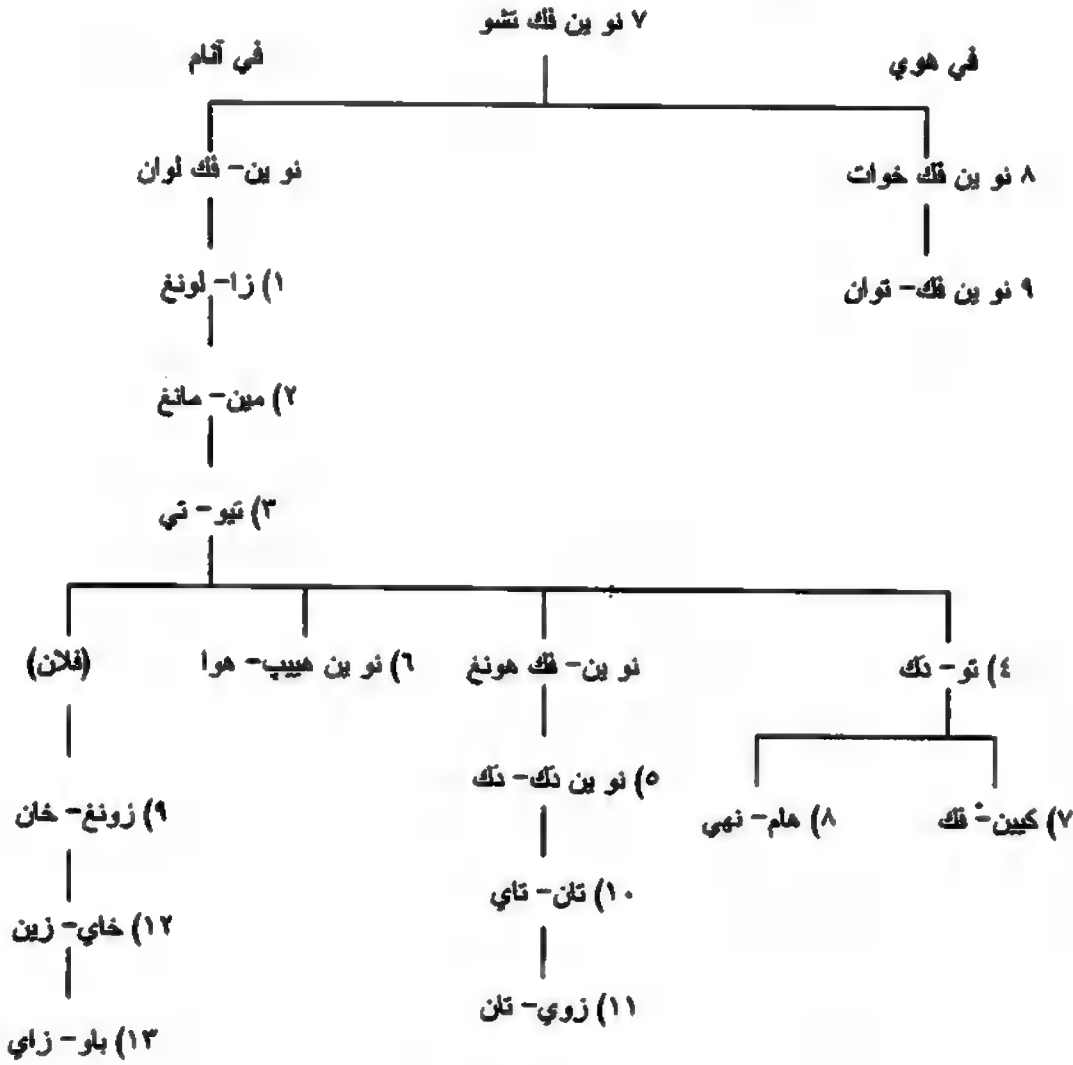 ٧ نو ين فك تشو
في هوي
في آنام
٨ نو ين فك خوات
نو ين- فك لوان
٩ نو ين فك- توان
١) زا- لونغ
٢) مين- مانغ
٣) تيو- تي
٤) تو- دك
نو ين- فك هونغ
٦) نو ين هييب- هوا
(فلان)
٥) نو ين دك- دك
٧) كيين- فك
٨) هام- نهي
٩) زونغ- خان
١٠) تان- تاي
١٢) خاي- زين
١١) زوي- تان
١٣) باو- زاي